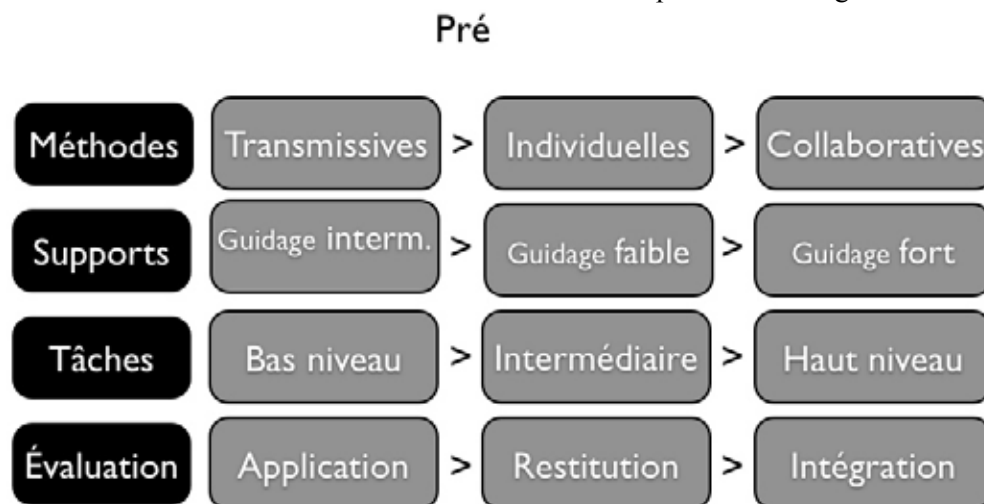 Pré
Méthodes Transmissives > Individuelles > Collaboratives
Supports Guidage interm. > Guidage faible > Guidage fort
Tâches Bas niveau > Intermédiaire > Haut niveau
Évaluation Application > Restitution > Intégration